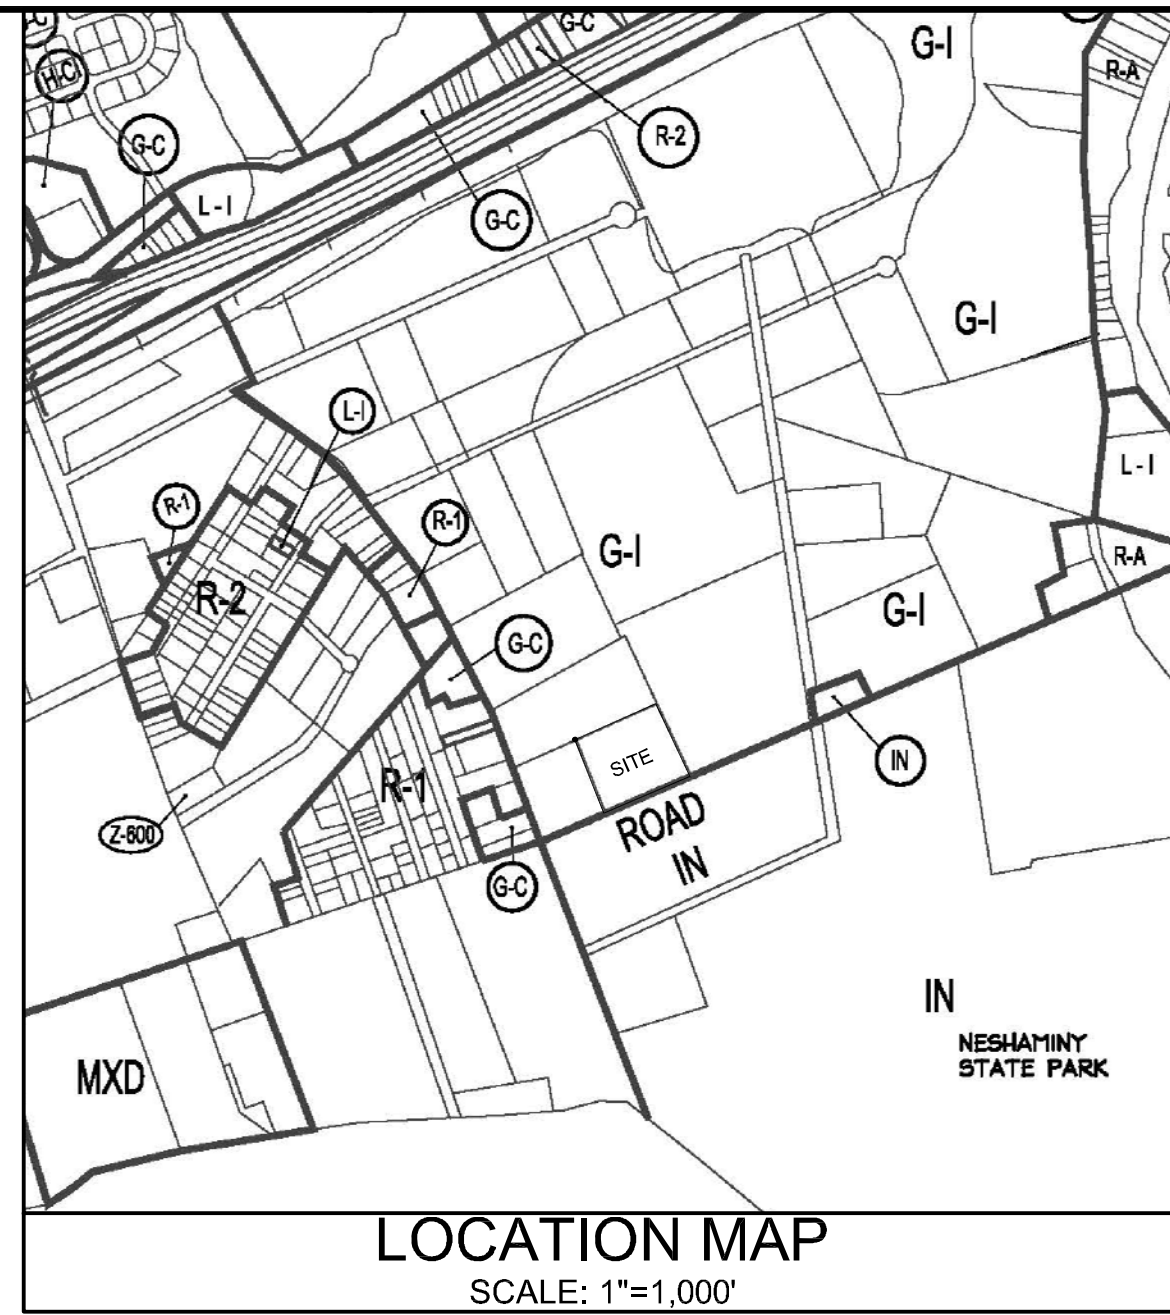 G-C
G-I
R-A
H-C
G-C
R-2
L-I
G-C
G-I
L-I
L-I
R-1
R-1
G-I
R-A
R-2
G-I
G-C
SITE
IN
R-1
ROAD
IN
Z-600
G-C
IN
NESHAMINY
STATE PARK
MXD
LOCATION MAP
SCALE: 1"=1,000'